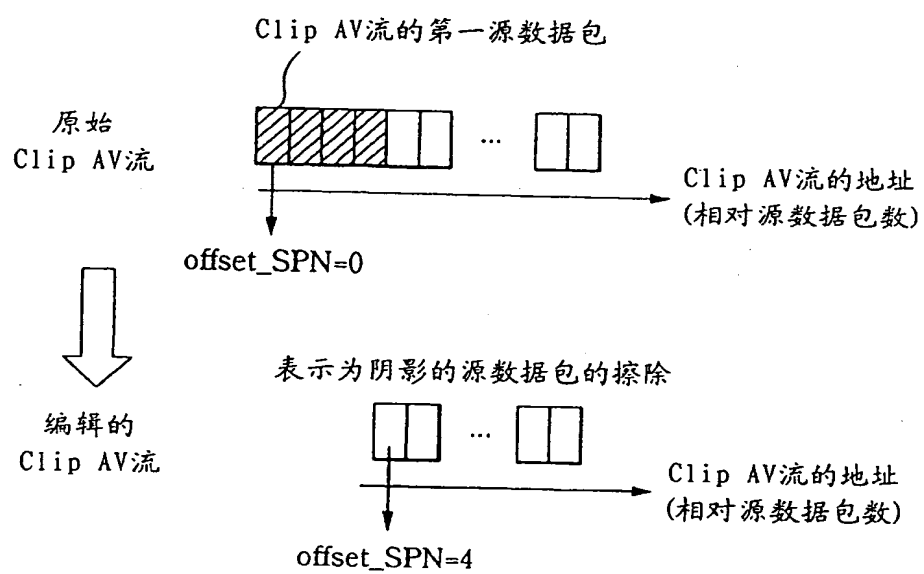 Clip AV流的第一源数据包
原始
Clip AV流
...
Clip AV流的地址
(相对源数据包数)
offset_SPN=0
表示为阴影的源数据包的擦除
编辑的
Clip AV流
...
Clip AV流的地址
(相对源数据包数)
offset_SPN=4